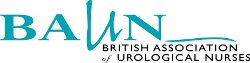 BAUN
BRITISH ASSOCIATION
of UROLOGICAL NURSES